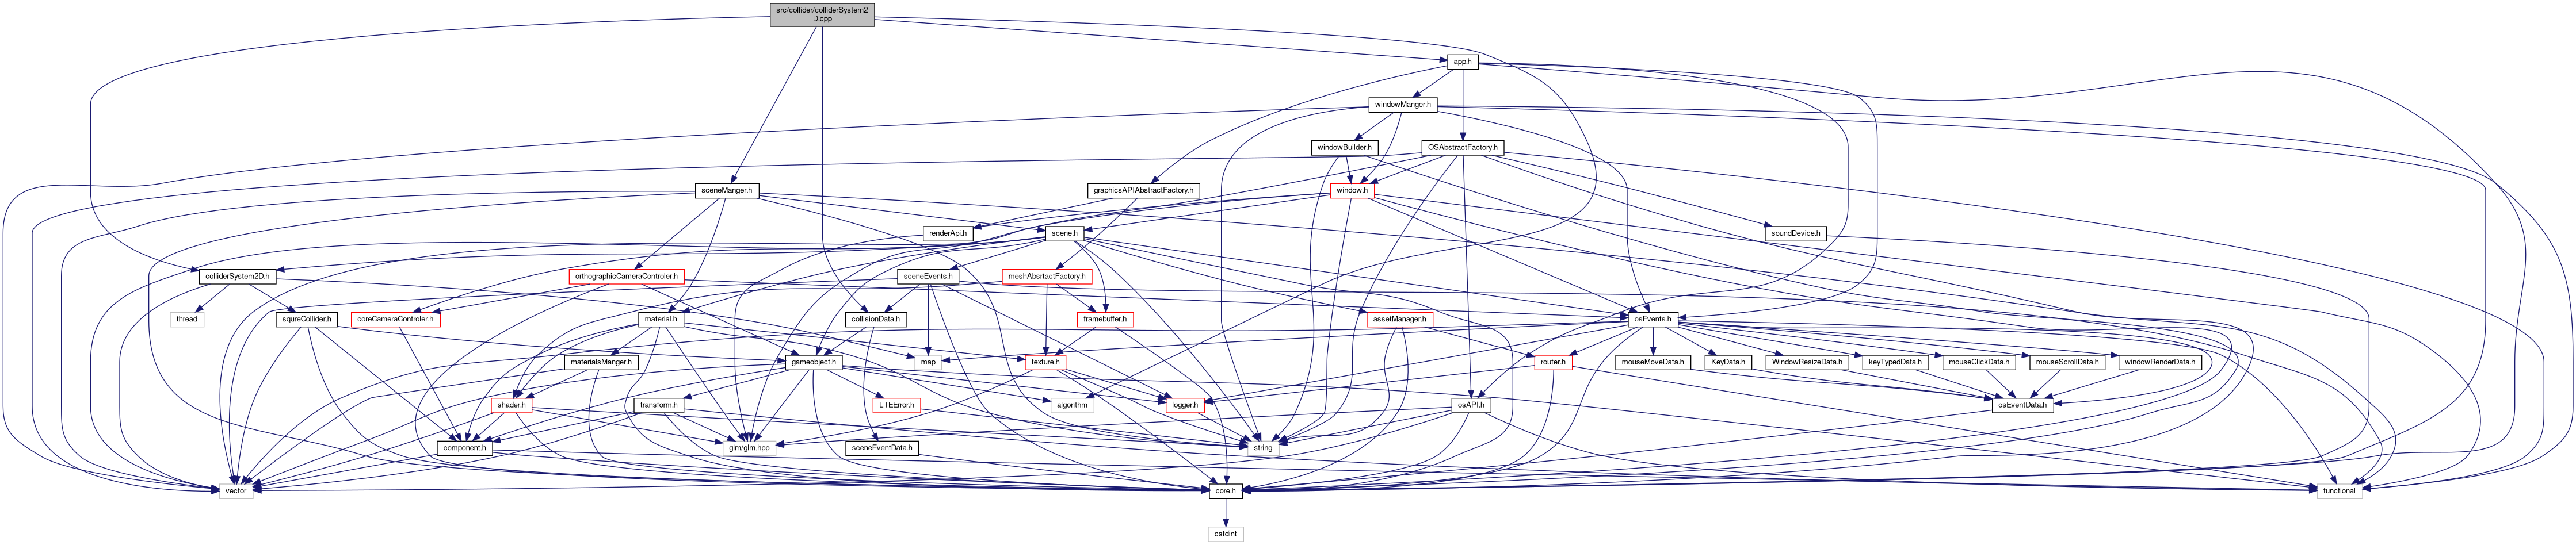 src/collider/colliderSystem2
D.cpp
app.h
windowManger.h
windowBuilder.h
OSAbstractFactory.h
sceneManger.h
graphicsAPIAbstractFactory.h
window.h
renderApi.h
scene.h
soundDevice.h
colliderSystem2D.h
orthographicCameraControler.h
sceneEvents.h
meshAbsrtactFactory.h
thread
squreCollider.h
coreCameraControler.h
material.h
collisionData.h
framebuffer.h
assetManager.h
osEvents.h
materialsManger.h
gameobject.h
map
texture.h
router.h
mouseMoveData.h
KeyData.h
WindowResizeData.h
keyTypedData.h
mouseClickData.h
mouseScrollData.h
windowRenderData.h
shader.h
transform.h
LTEError.h
algorithm
logger.h
osAPI.h
osEventData.h
component.h
glm/glm.hpp
sceneEventData.h
string
vector
core.h
functional
cstdint